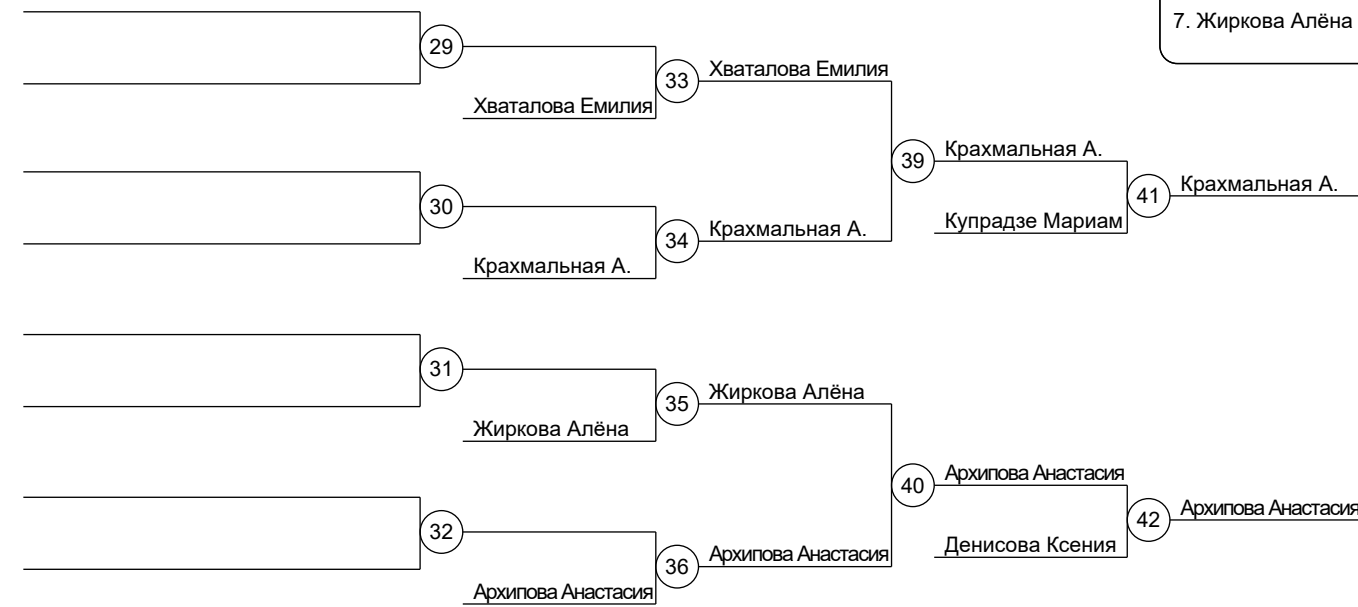 7. Жиркова Алёна
29
33
Хваталова Емилия
Хваталова Емилия
39
Крахмальная А.
41
Крахмальная А.
30
34
Крахмальная А.
Купрадзе Мариам
Крахмальная А.
31
35
Жиркова Алёна
Жиркова Алёна
40
Архипова Анастасия
42
Архипова Анастасия
32
36
Архипова Анастасия
Денисова Ксения
Архипова Анастасия